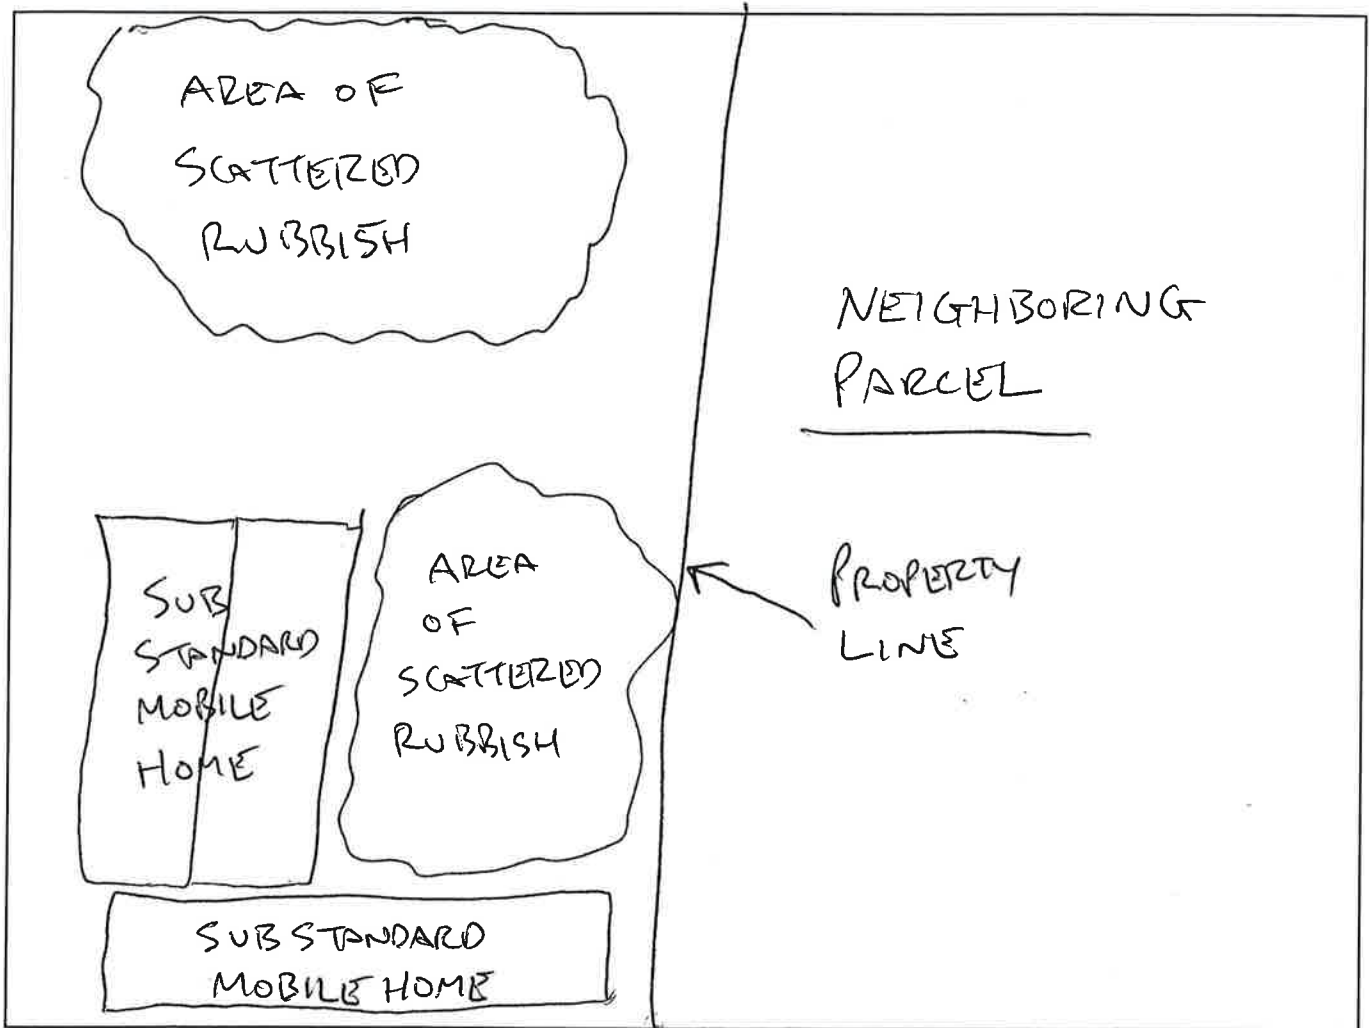 AREA OF
SCATTERED
RUBBISH
NEIGHBORING
PARCEL
AREA
OF
SCATTERED
RUBBISH
PROPERTY
LINE
SUB
STANDARD
MOBILE
HOME
SUBSTANDARD
MOBILE HOME